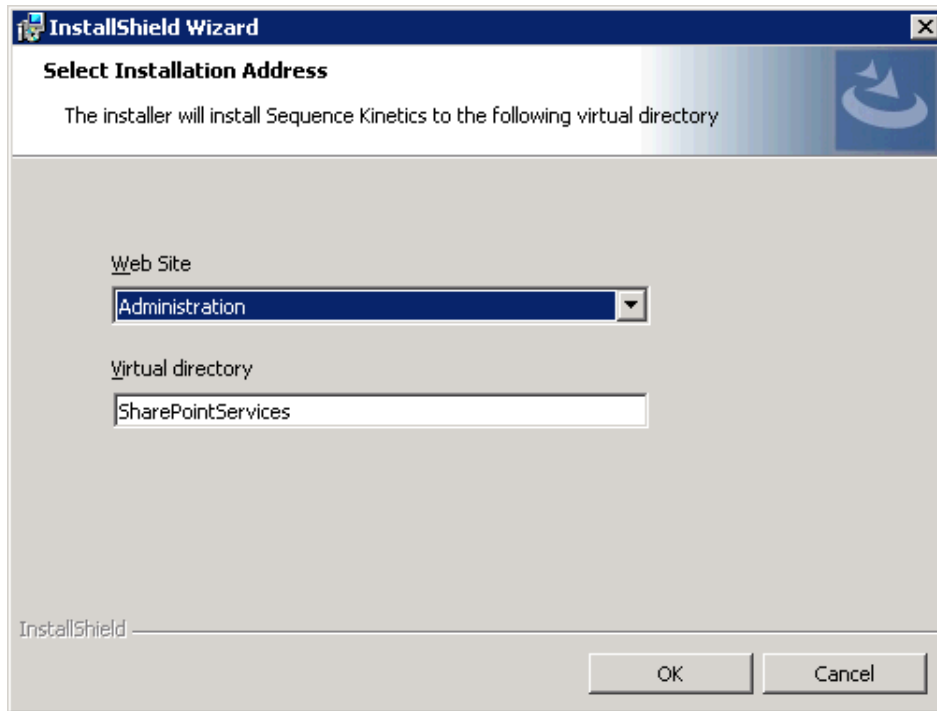 InstallShield Wizard
Select Installation Address
The installer will install Sequence Kinetics to the following virtual directory
Web Site
Administration
Virtual directory
SharePointServices
InstallShield
OK Cancel